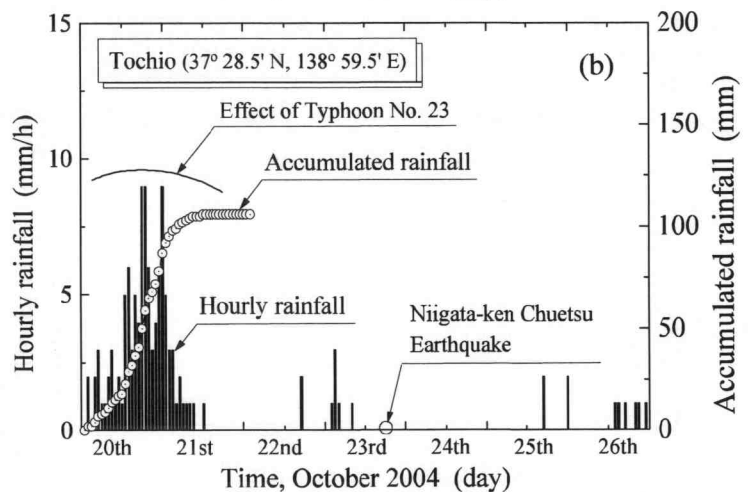 15
10
5
0
Hourly rainfall (mm/h)
Tochio (37° 28.5' N, 138° 59.5' E)
(b)
Effect of Typhoon No. 23
Accumulated rainfall
Hourly rainfall
Niigata-ken Chuetsu
Earthquake
200
150
100
50
0
Accumulated rainfall (mm)
20th 21st 22nd 23rd 24th 25th 26th
Time, October 2004 (day)